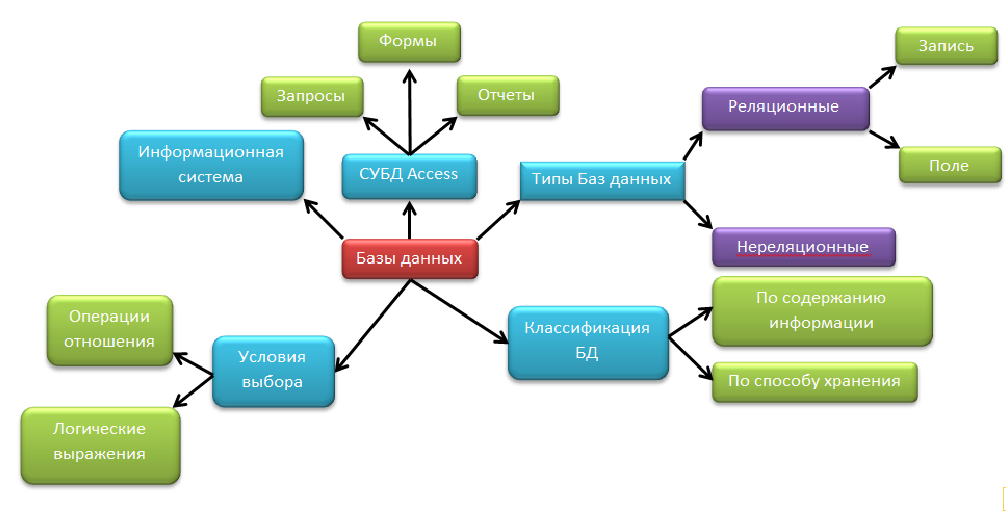 Формы
Запросы
Отчеты
Запись
Реляционные
Поле
Информационная
система
СУБД Access
Типы Баз данных
Нереляционные
Базы данных
По содержанию
информации
Операции
отношения
Классификация
БД
Условия
выбора
По способу хранения
Логические
выражения